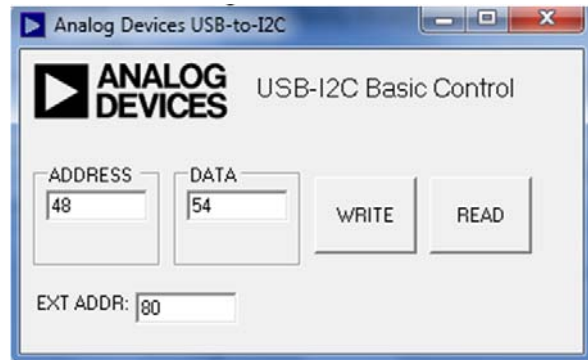 Analog Devices USB-to-I2C
ANALOG
DEVICES
USB-I2C Basic Control
ADDRESS
DATA
48
54
WRITE
READ
EXT ADDR: 80